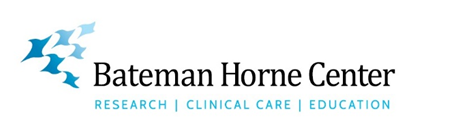 Bateman Horne Center
RESEARCH | CLINICAL CARE | EDUCATION